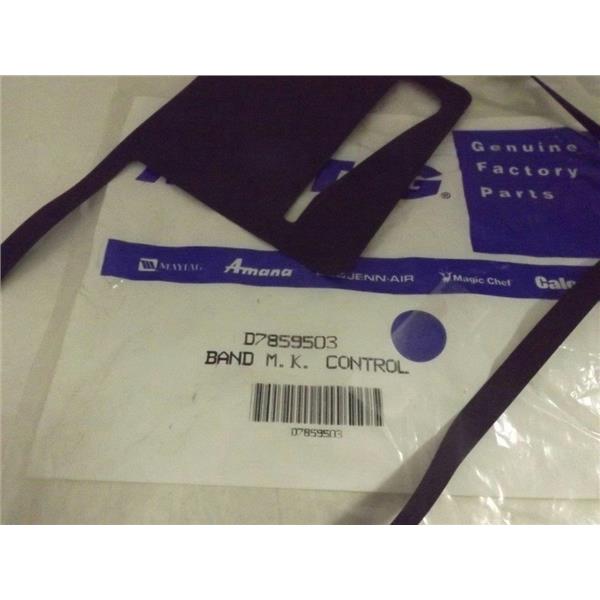 Genuine
Factory
Parts
®
MAYTAG Amana JENN-AIR Magic Chef
D7859503
BAND M.K. CONTROL
D7859503